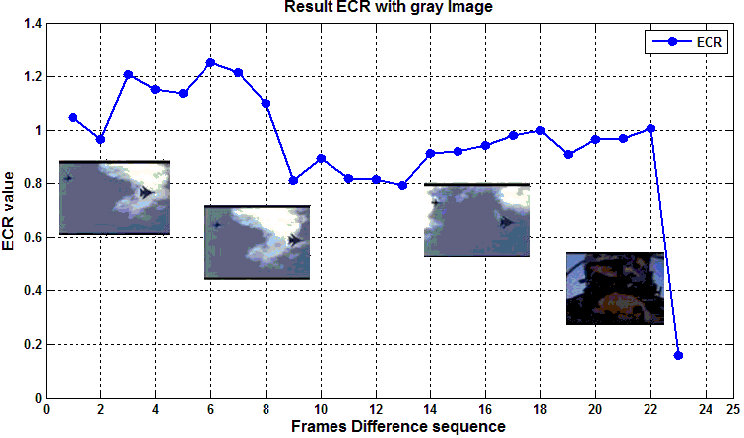 Result ECR with gray Image
ECR
1.4
1.2
1
0.8
0.6
0.4
0.2
0
ECR value
0 2 4 6 8 10 12 14 16 18 20 22 24 25
Frames Difference sequence